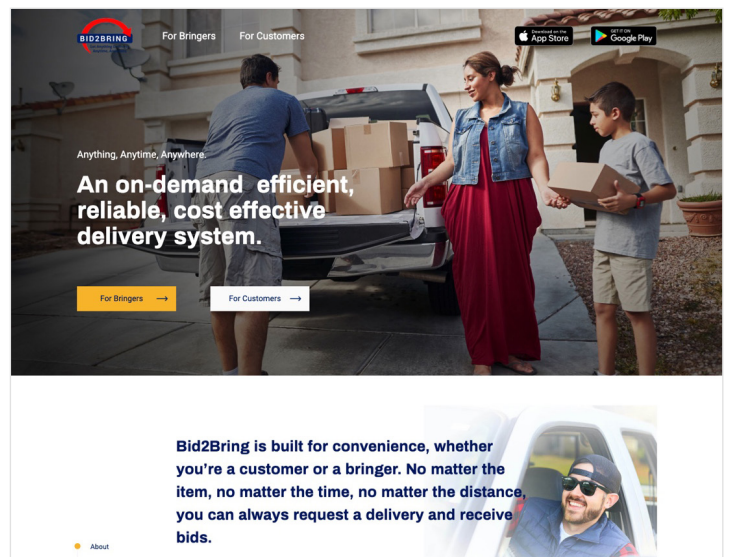 BID2BRING
For Bringers
For Customers
Download on the
App Store
GET IT ON
Google Play
Anything, Anytime, Anywhere.
An on-demand efficient,
reliable, cost effective
delivery system.
For Bringers
For Customers
Bid2Bring is built for convenience, whether
you're a customer or a bringer. No matter the
item, no matter the time, no matter the distance,
you can always request a delivery and receive
bids.
About